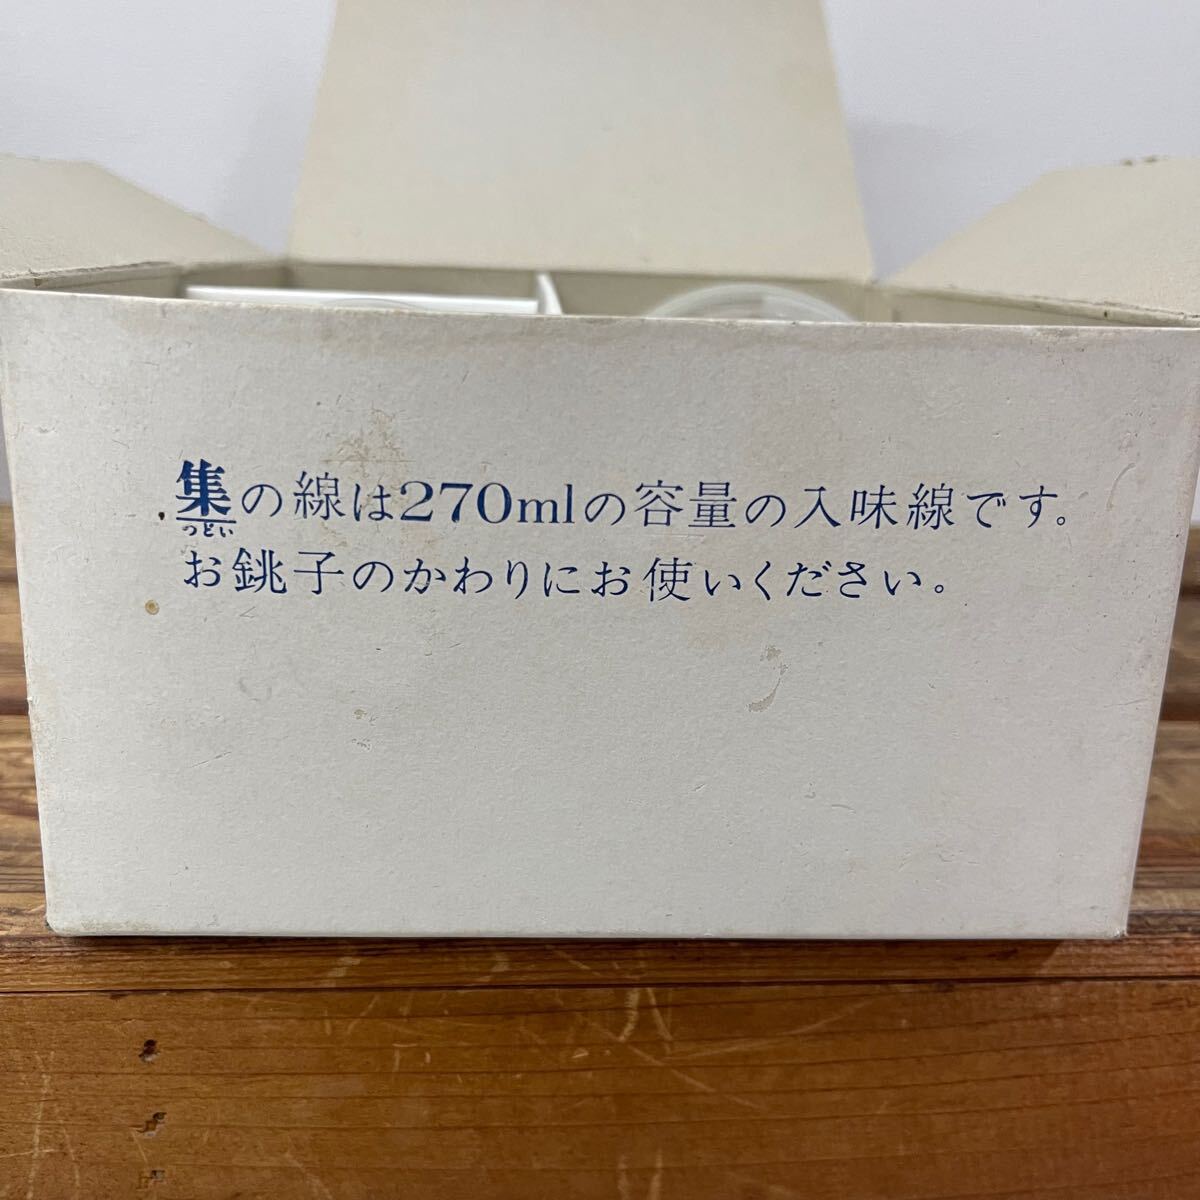 集の線は270mlの容量の入味線です。
つどい
お銚子のかわりにお使いください。